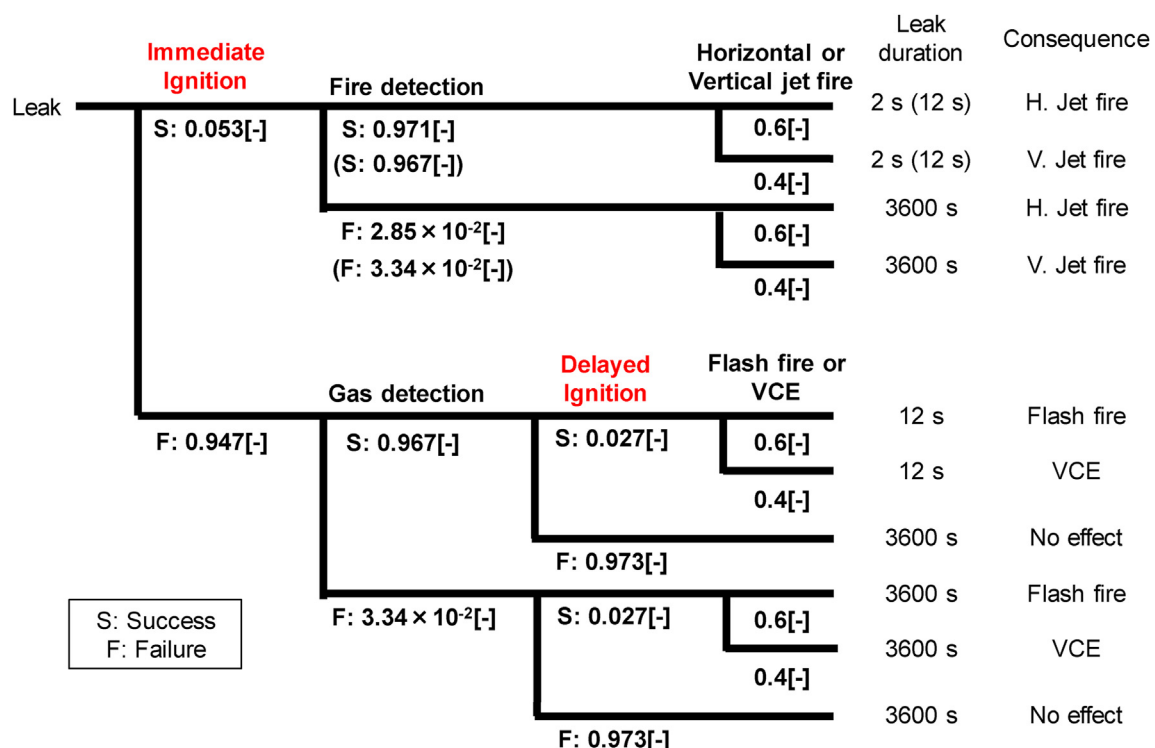 Leak duration
Consequence
Immediate Ignition
Fire detection
Horizontal or Vertical jet fire
Leak
2 s (12 s)
H. Jet fire
S: 0.053[-]
S: 0.971[-]
(S: 0.967[-])
0.6[-]
2 s (12 s)
V. Jet fire
0.4[-]
3600 s
H. Jet fire
F: 2.85 × 10⁻²[-]
(F: 3.34 × 10⁻²[-])
0.6[-]
3600 s
V. Jet fire
0.4[-]
Gas detection
Delayed Ignition
Flash fire or VCE
12 s
Flash fire
F: 0.947[-]
S: 0.967[-]
S: 0.027[-]
0.6[-]
12 s
VCE
0.4[-]
3600 s
No effect
F: 0.973[-]
3600 s
Flash fire
F: 3.34 × 10⁻²[-]
S: 0.027[-]
0.6[-]
3600 s
VCE
0.4[-]
3600 s
No effect
F: 0.973[-]
S: Success
F: Failure